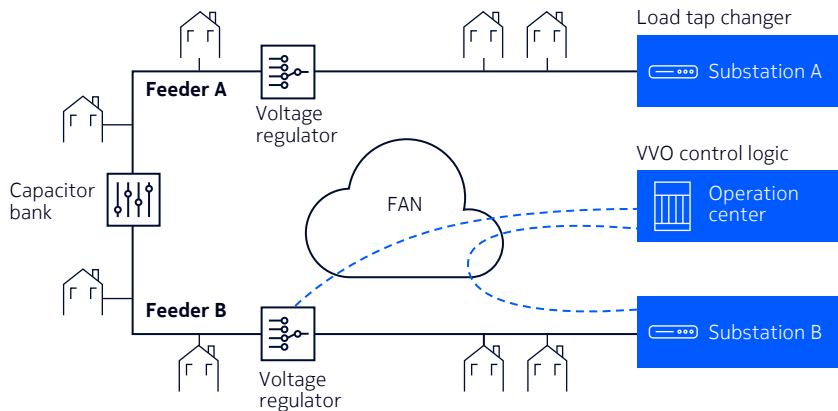 Load tap changer
Substation A
Feeder A
Voltage
regulator
VVO control logic
Capacitor
bank
FAN
Operation
center
Feeder B
Substation B
Voltage
regulator